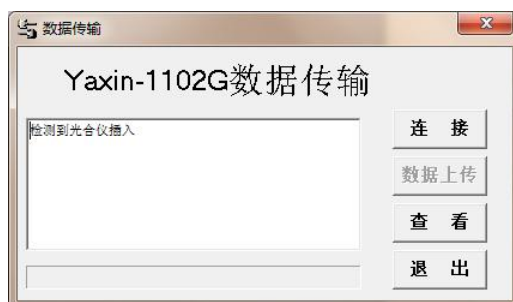 数据传输
Yaxin-1102G数据传输
检测到光合仪插入
连 接
数据上传
查 看
退 出